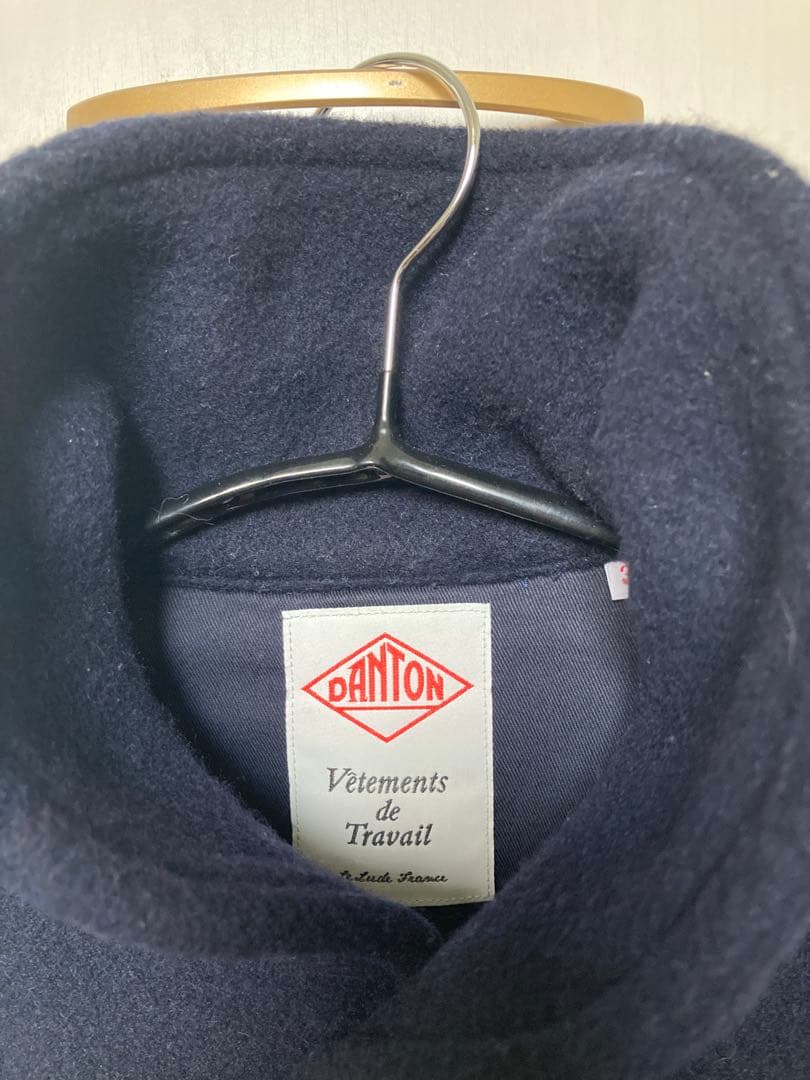 DANTON
Vêtements
de
Travail
Le Lude France